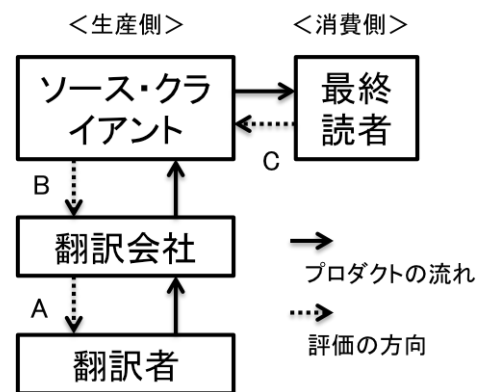 ＜生産側＞
＜消費側＞
ソース・クラ
イアント
最終
読者
C
B
翻訳会社
A
翻訳者
プロダクトの流れ
評価の方向